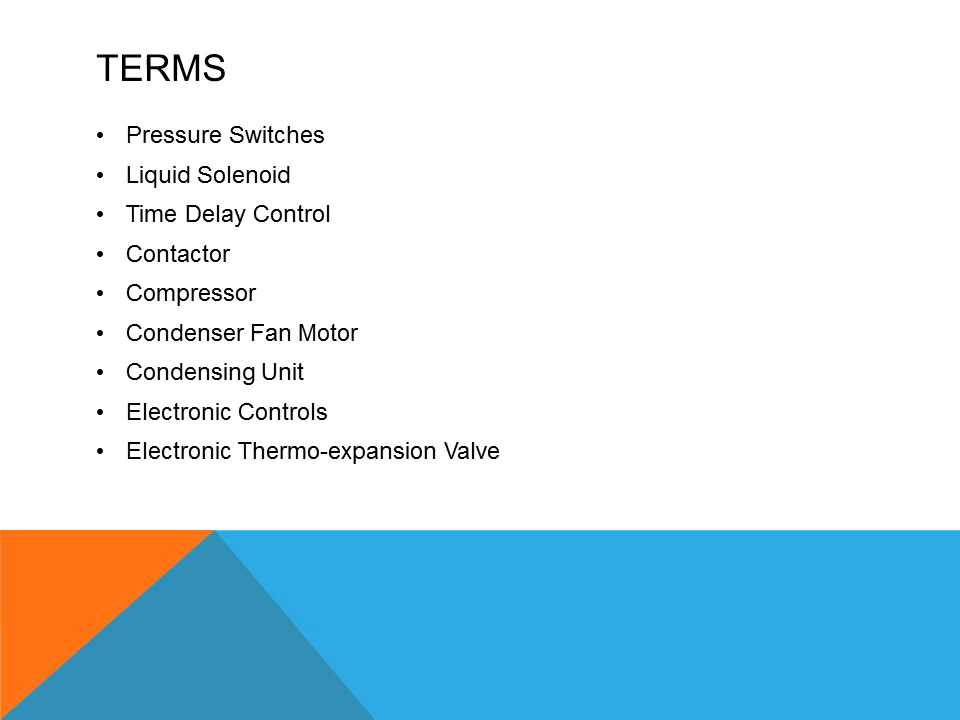 TERMS
• Pressure Switches
• Liquid Solenoid
• Time Delay Control
• Contactor
• Compressor
• Condenser Fan Motor
• Condensing Unit
• Electronic Controls
• Electronic Thermo-expansion Valve